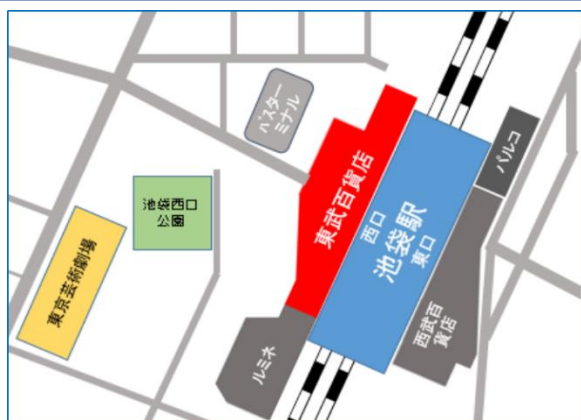 バスター
ミナル
パルコ
東武百貨店
西口
池袋駅
東口
池袋西口
公園
東京芸術劇場
西武百
貨店
ルミネ